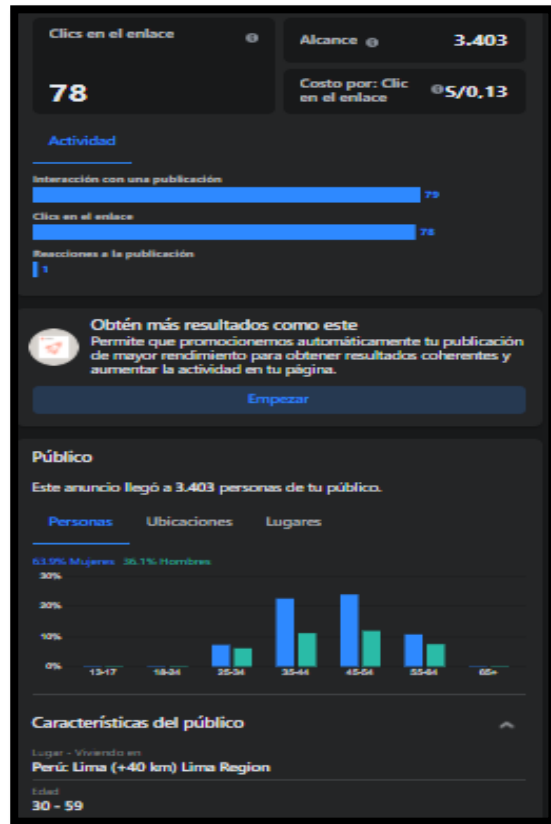 Clics en el enlace
78
Alcance
3.403
Costo por: Clic
en el enlace
S/0,13
Actividad
Interacción con una publicación
79
Clics en el enlace
78
Reacciones a la publicación
1
Obtén más resultados como este
Permite que promocionemos automáticamente tu publicación
de mayor rendimiento para obtener resultados coherentes y
aumentar la actividad en tu página.
Empezar
Público
Este anuncio llegó a 3.403 personas de tu público.
Personas Ubicaciones Lugares
63.9% Mujeres 36.1% Hombres
30%
20%
10%
0%
13-17 18-24 25-34 35-44 45-54 55-64 65+
Características del público
Lugar - Viviendo en
Perú: Lima (+40 km) Lima Region
Edad
30 - 59